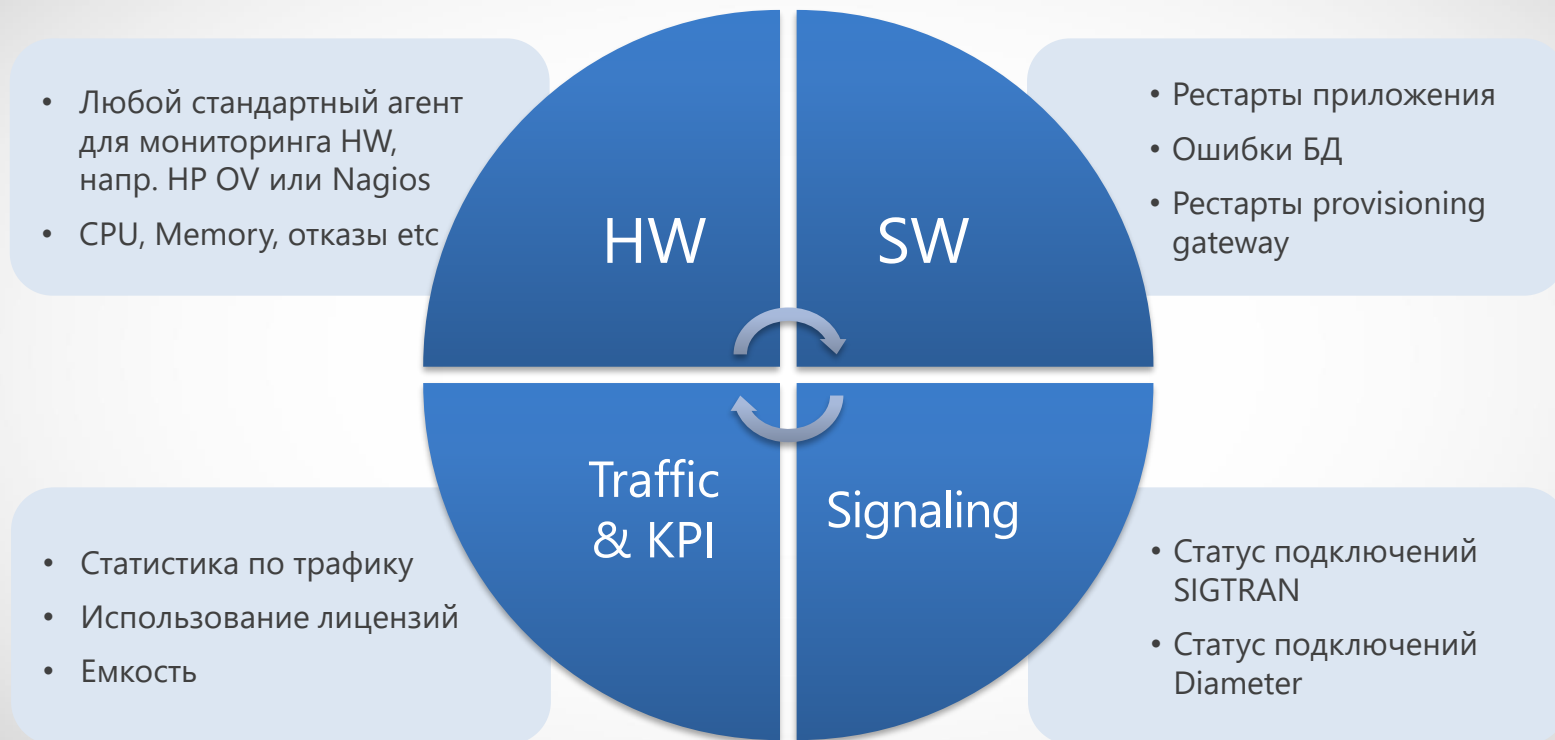 • Любой стандартный агент
для мониторинга HW,
напр. HP OV или Nagios
• CPU, Memory, отказы etc
HW
SW
• Рестарты приложения
• Ошибки БД
• Рестарты provisioning
gateway
• Статистика по трафику
• Использование лицензий
• Емкость
Traffic
& KPI
Signaling
• Статус подключений
SIGTRAN
• Статус подключений
Diameter